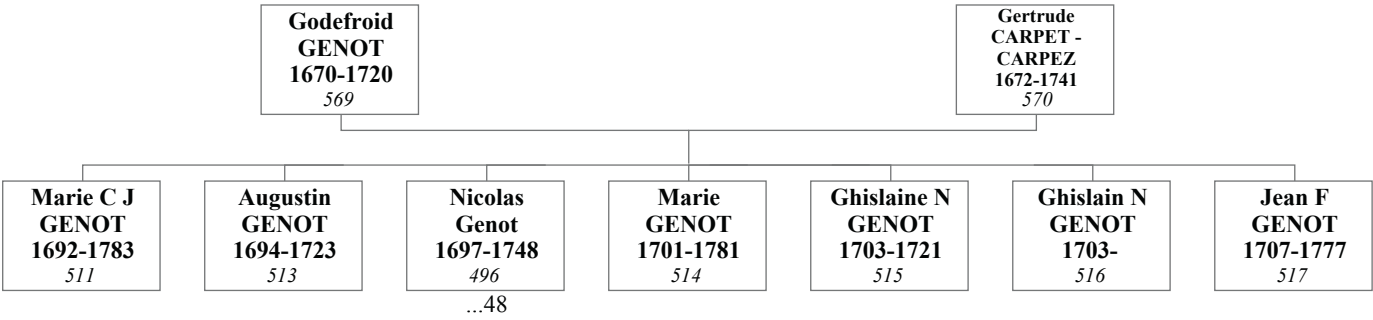 Godefroid
GENOT
1670-1720
569
Gertrude
CARPET -
CARPEZ
1672-1741
570
Marie C J
GENOT
1692-1783
511
Augustin
GENOT
1694-1723
513
Nicolas
Genot
1697-1748
496
...48
Marie
GENOT
1701-1781
514
Ghislaine N
GENOT
1703-1721
515
Ghislain N
GENOT
1703-
516
Jean F
GENOT
1707-1777
517